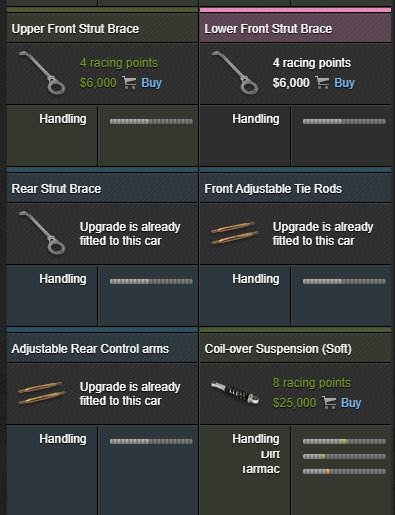 Upper Front Strut Brace
4 racing points
$6,000 Buy
Handling
Lower Front Strut Brace
4 racing points
$6,000 Buy
Handling
Rear Strut Brace
Upgrade is already
fitted to this car
Handling
Front Adjustable Tie Rods
Upgrade is already
fitted to this car
Handling
Adjustable Rear Control arms
Upgrade is already
fitted to this car
Handling
Coil-over Suspension (Soft)
8 racing points
$25,000 Buy
Handling
Dirt
Tarmac